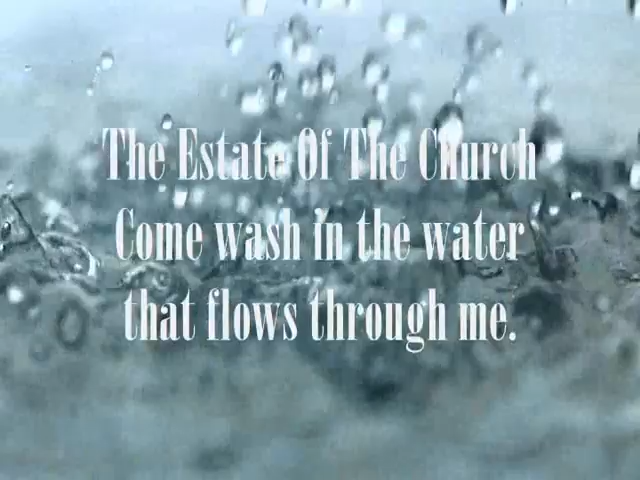 The Estate Of The Church
Come wash in the water
that flows through me.